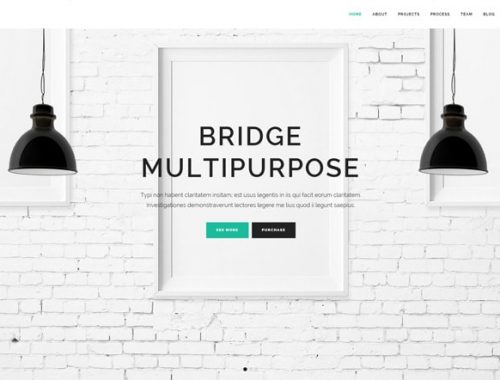 HOME ABOUT PROJECTS PROCESS TEAM BLOG
BRIDGE
MULTIPURPOSE
Typi non habent claritatem insitam; est usus legentis in iis qui facit eorum claritatem.
Investigationes demonstraverunt lectores legere me lius quod ii legunt saepius.
SEE MORE PURCHASE